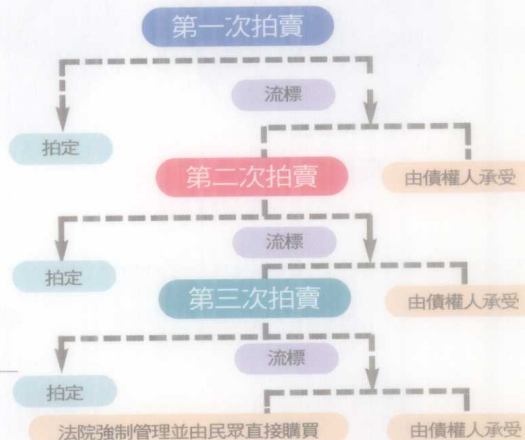 第一次拍賣
流標
拍定
第二次拍賣
由債權人承受
流標
拍定
第三次拍賣
由債權人承受
流標
拍定
法院強制管理並由民眾直接購買
由債權人承受